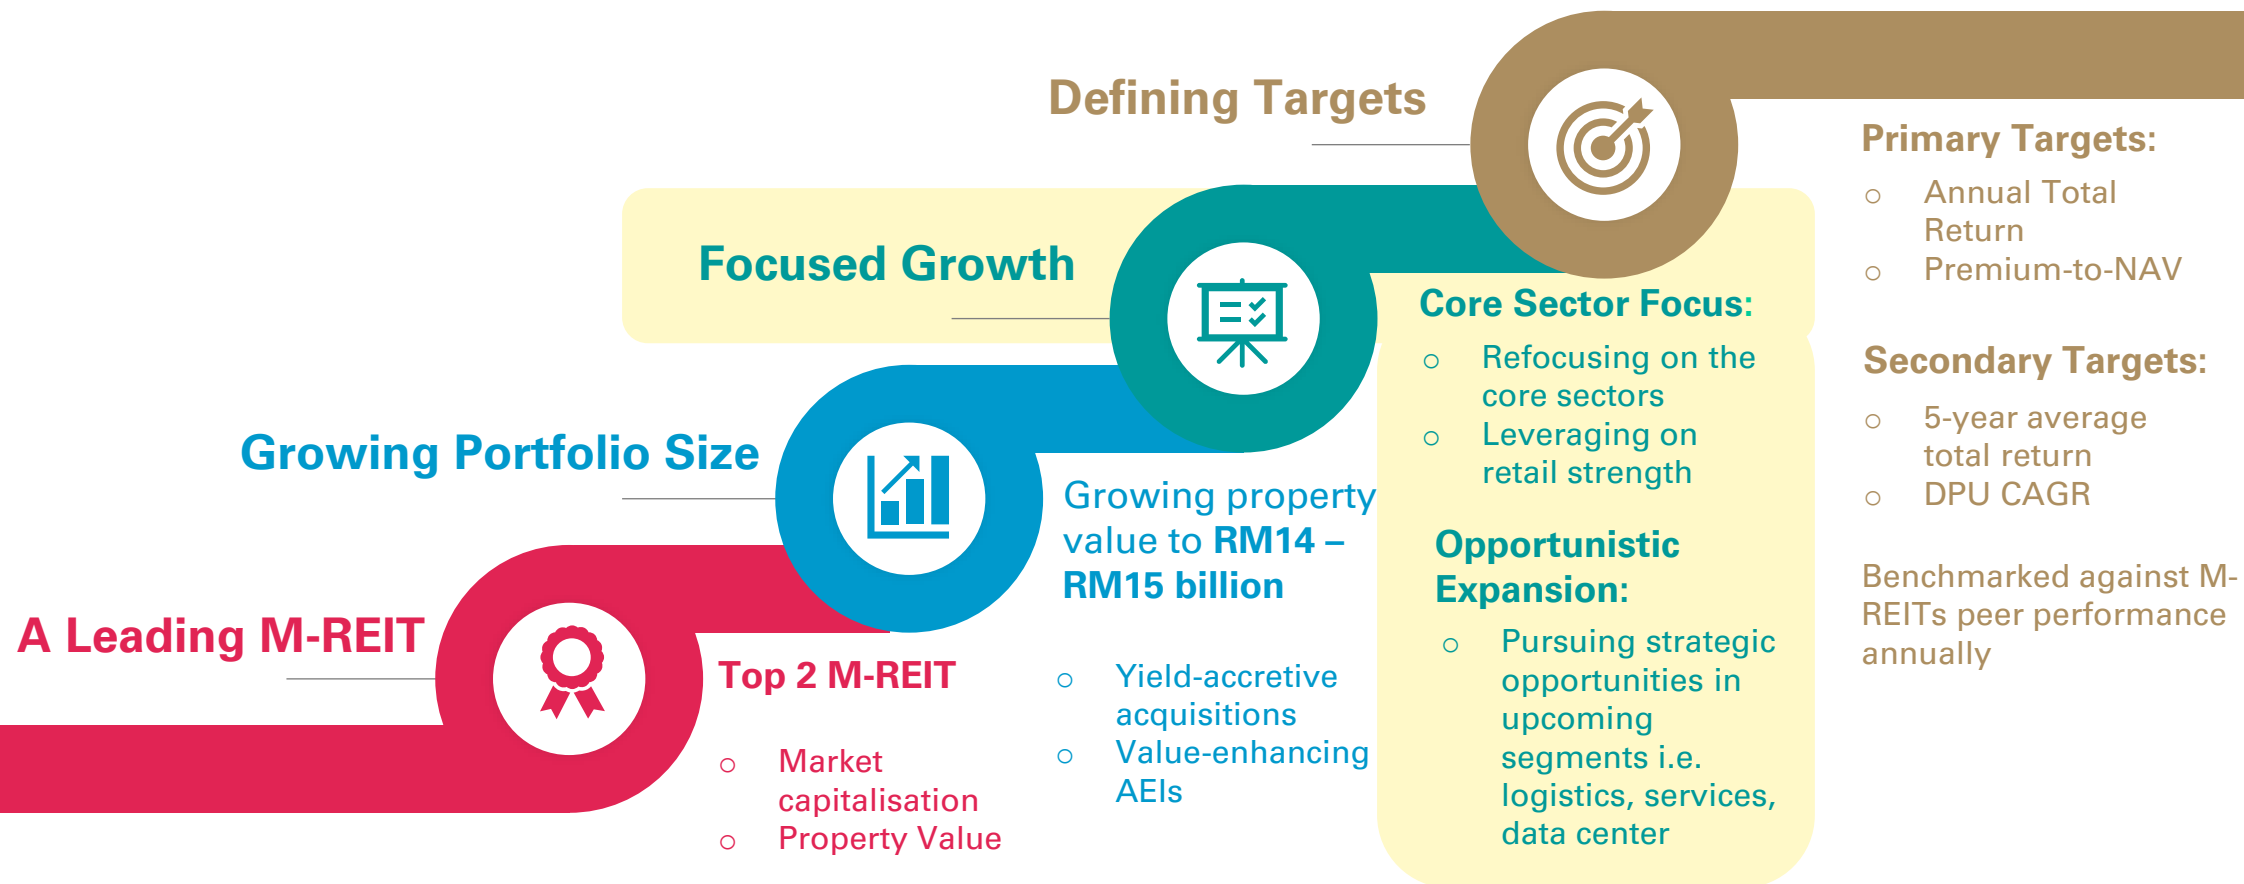 A Leading M-REIT
Top 2 M-REIT
○ Market
capitalisation
○ Property Value
Growing Portfolio Size
Growing property
value to RM14 –
RM15 billion
○ Yield-accretive
acquisitions
○ Value-enhancing
AEIs
Focused Growth
Core Sector Focus:
○ Refocusing on the
core sectors
○ Leveraging on
retail strength
Opportunistic
Expansion:
○ Pursuing strategic
opportunities in
upcoming
segments i.e.
logistics, services,
data center
Defining Targets
Primary Targets:
○ Annual Total
Return
○ Premium-to-NAV
Secondary Targets:
○ 5-year average
total return
○ DPU CAGR
Benchmarked against M-
REITs peer performance
annually